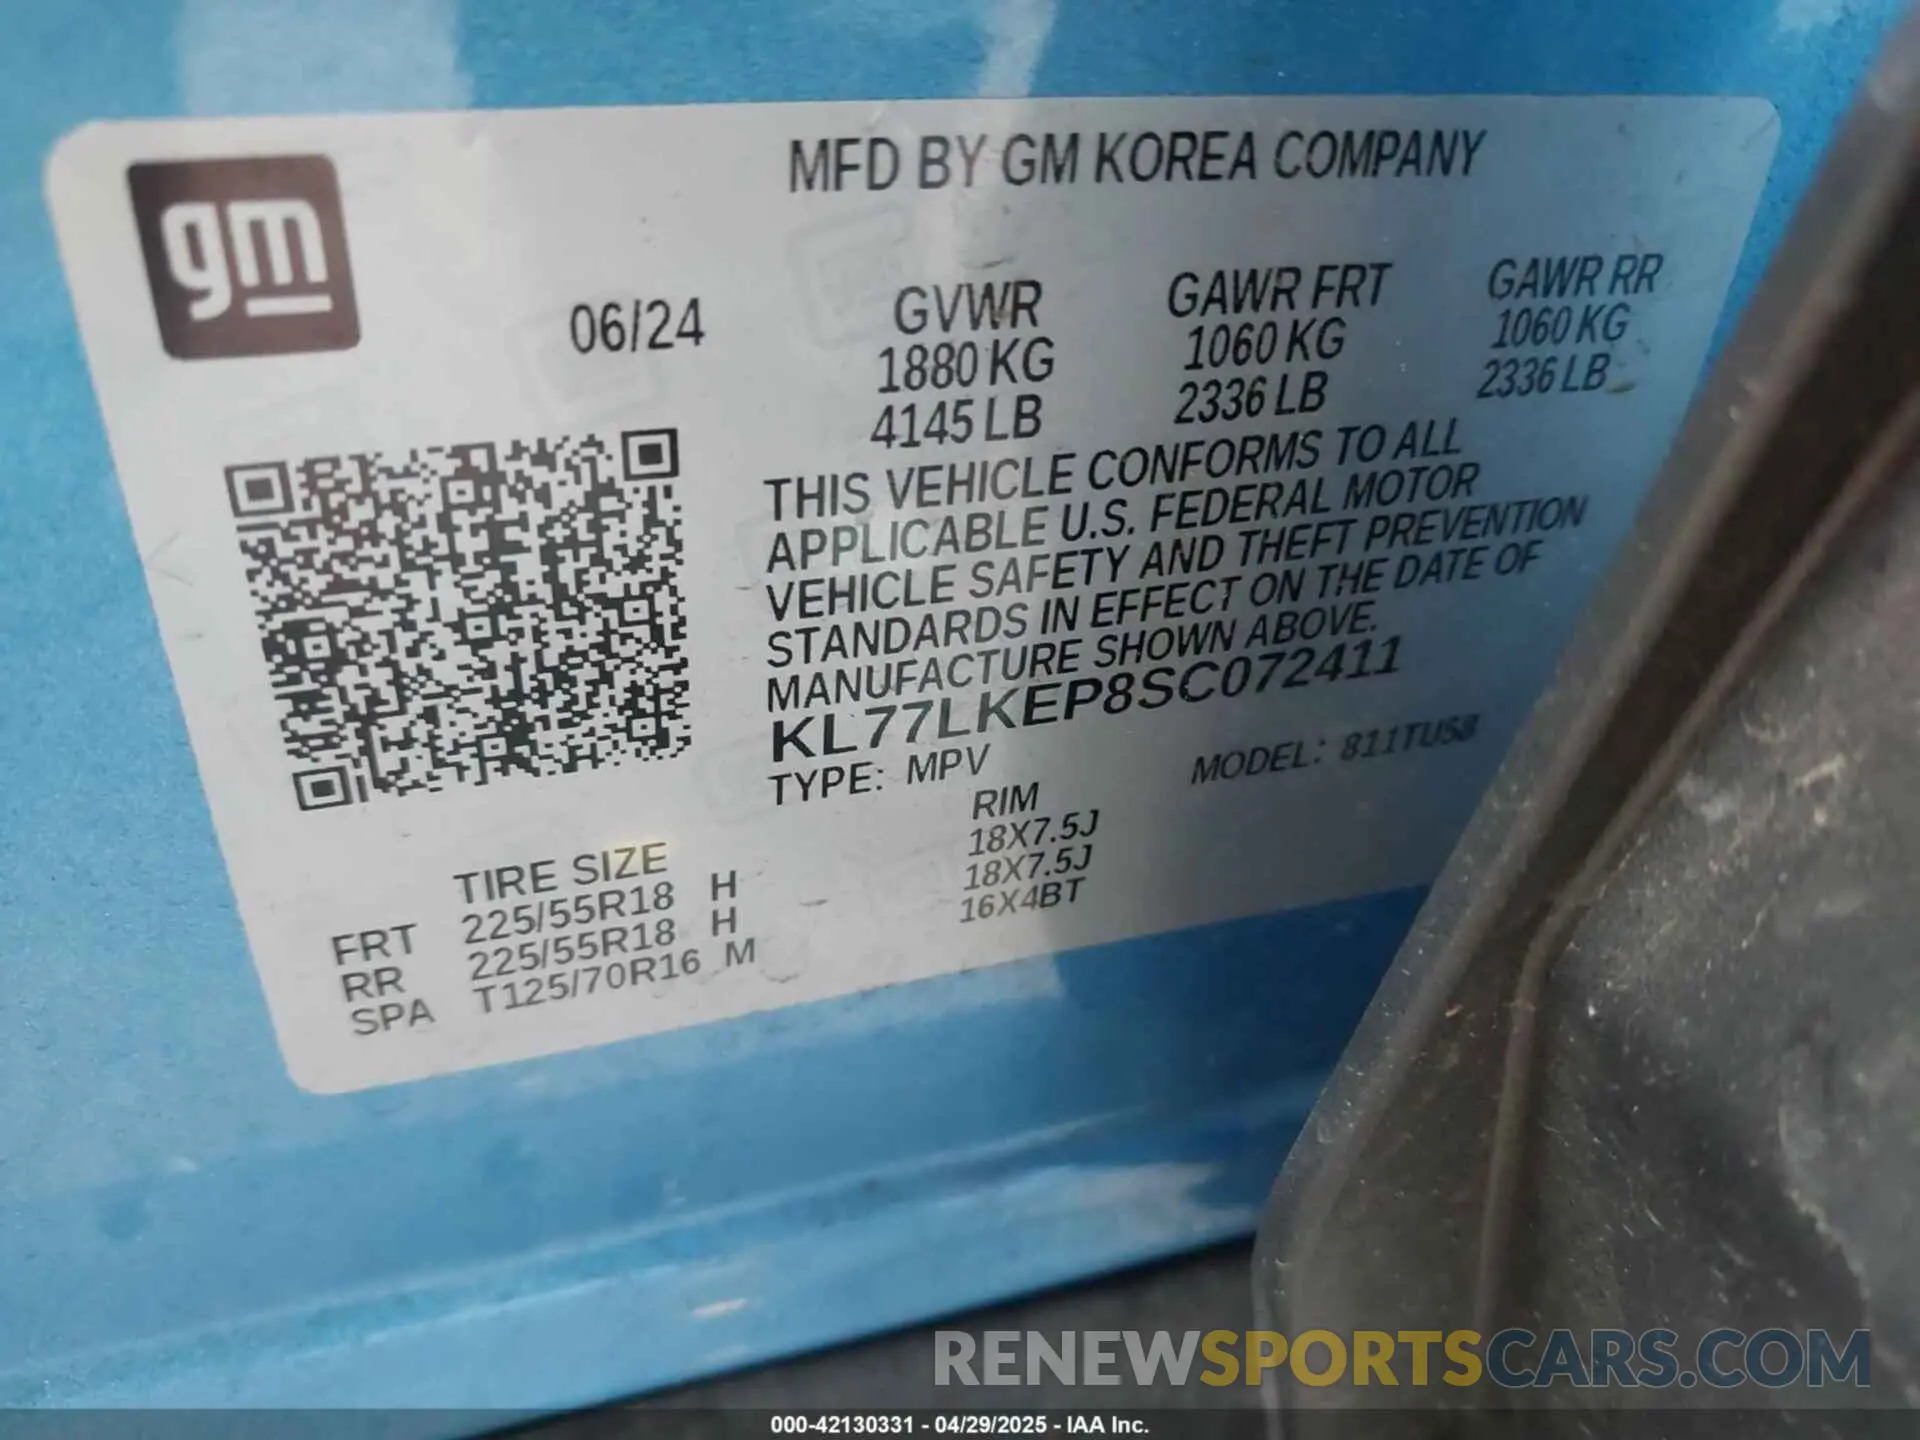 gm
MFD BY GM KOREA COMPANY
06/24
GVWR
1880 KG
4145 LB
GAWR FRT
1060 KG
2336 LB
GAWR RR
1060 KG
2336 LB
THIS VEHICLE CONFORMS TO ALL
APPLICABLE U.S. FEDERAL MOTOR
VEHICLE SAFETY AND THEFT PREVENTION
STANDARDS IN EFFECT ON THE DATE OF
MANUFACTURE SHOWN ABOVE.
KL77LKEP8SC072411
TYPE: MPV
MODEL: 811TU58
TIRE SIZE
RIM
FRT 225/55R18 H 18X7.5J
RR 225/55R18 H 18X7.5J
SPA T125/70R16 M 16X4BT
RENEWSPORTSCARS.COM
000-42130331 - 04/29/2025 - IAA Inc.